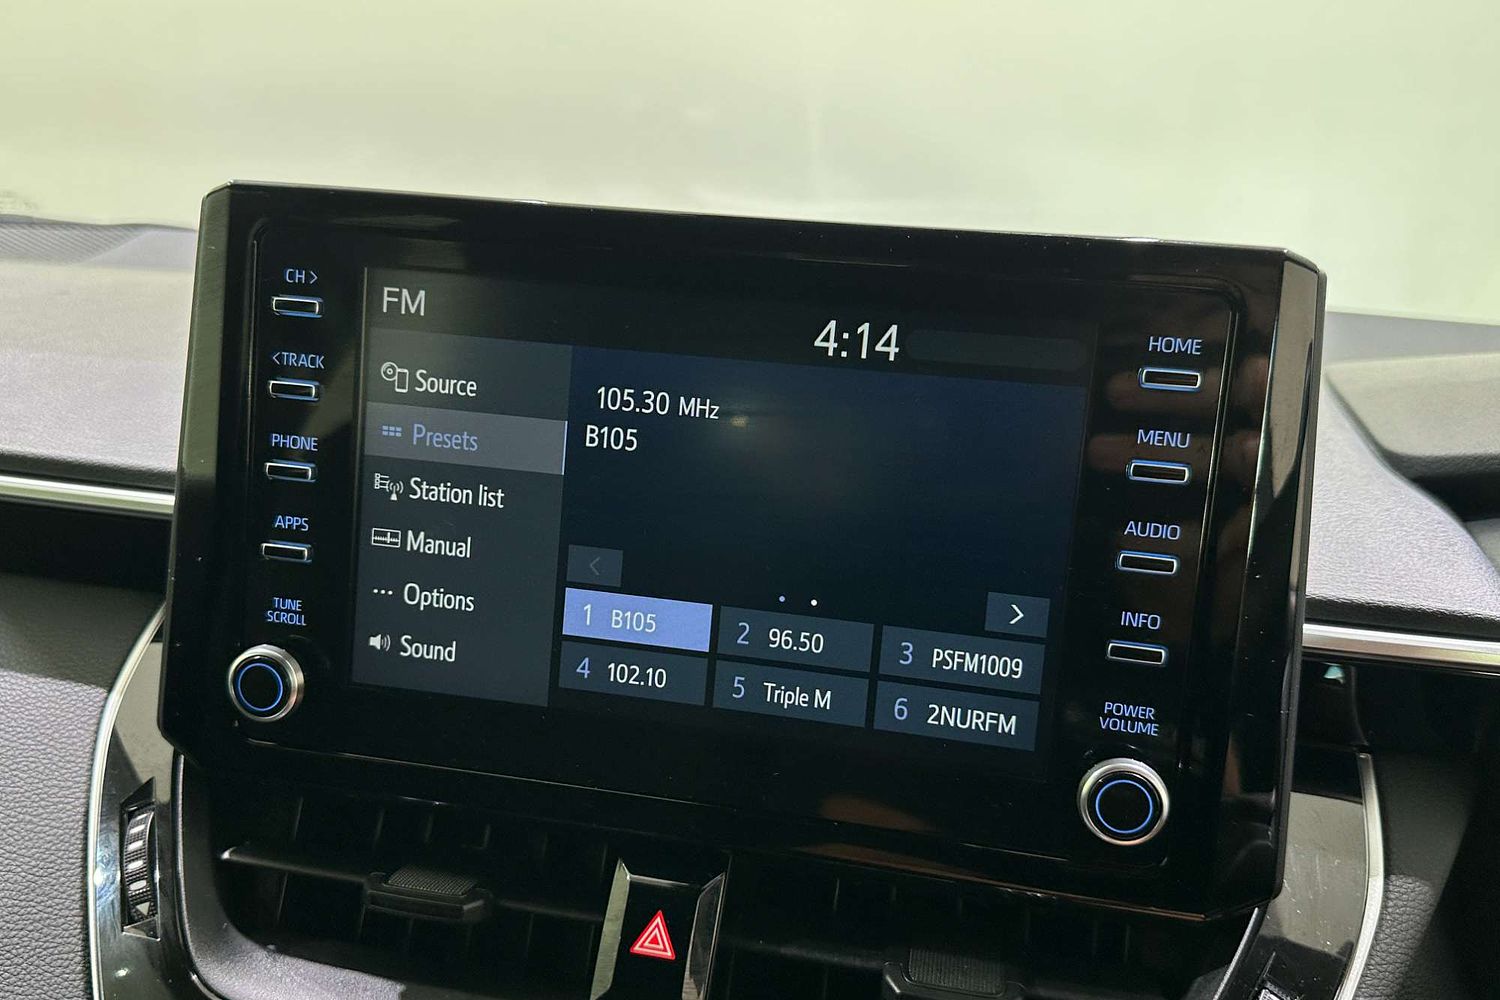 CH >
< TRACK
PHONE
APPS
TUNE
SCROLL
FM
4:14
Source
Presets
Station list
Manual
Options
Sound
105.30 MHz
B105
<
>
1 B105
2 96.50
3 PSFM1009
4 102.10
5 Triple M
6 2NURFM
HOME
MENU
AUDIO
INFO
POWER
VOLUME